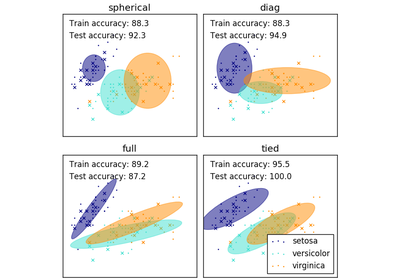 spherical
Train accuracy: 88.3
Test accuracy: 92.3
diag
Train accuracy: 88.3
Test accuracy: 94.9
full
Train accuracy: 89.2
Test accuracy: 87.2
tied
Train accuracy: 95.5
Test accuracy: 100.0
setosa
versicolor
virginica